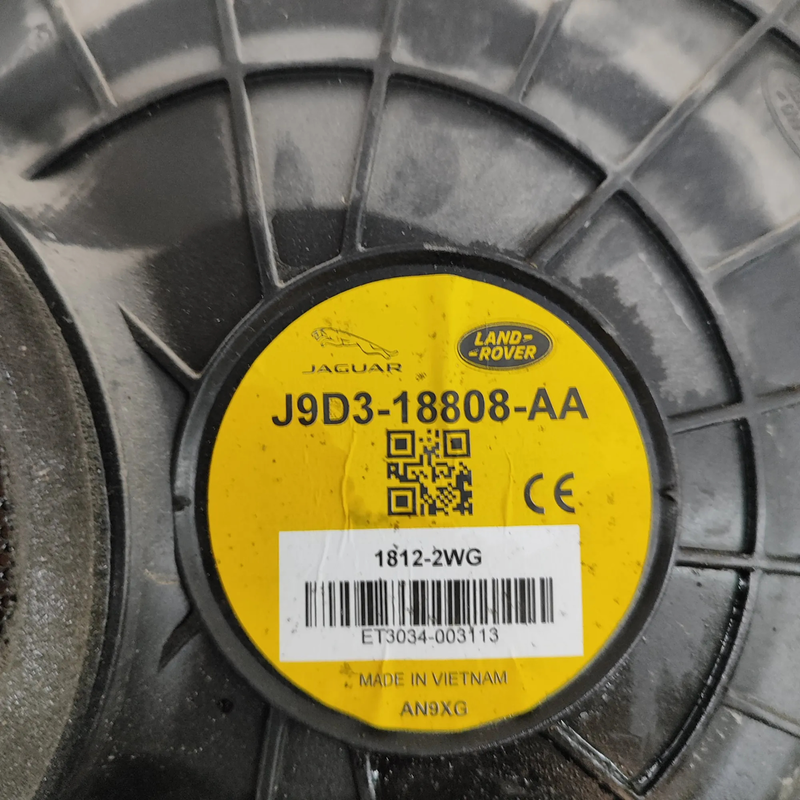 JAGUAR
LAND-
-ROVER
J9D3-18808-AA
CE
1812-2WG
ET3034-003113
MADE IN VIETNAM
AN9XG